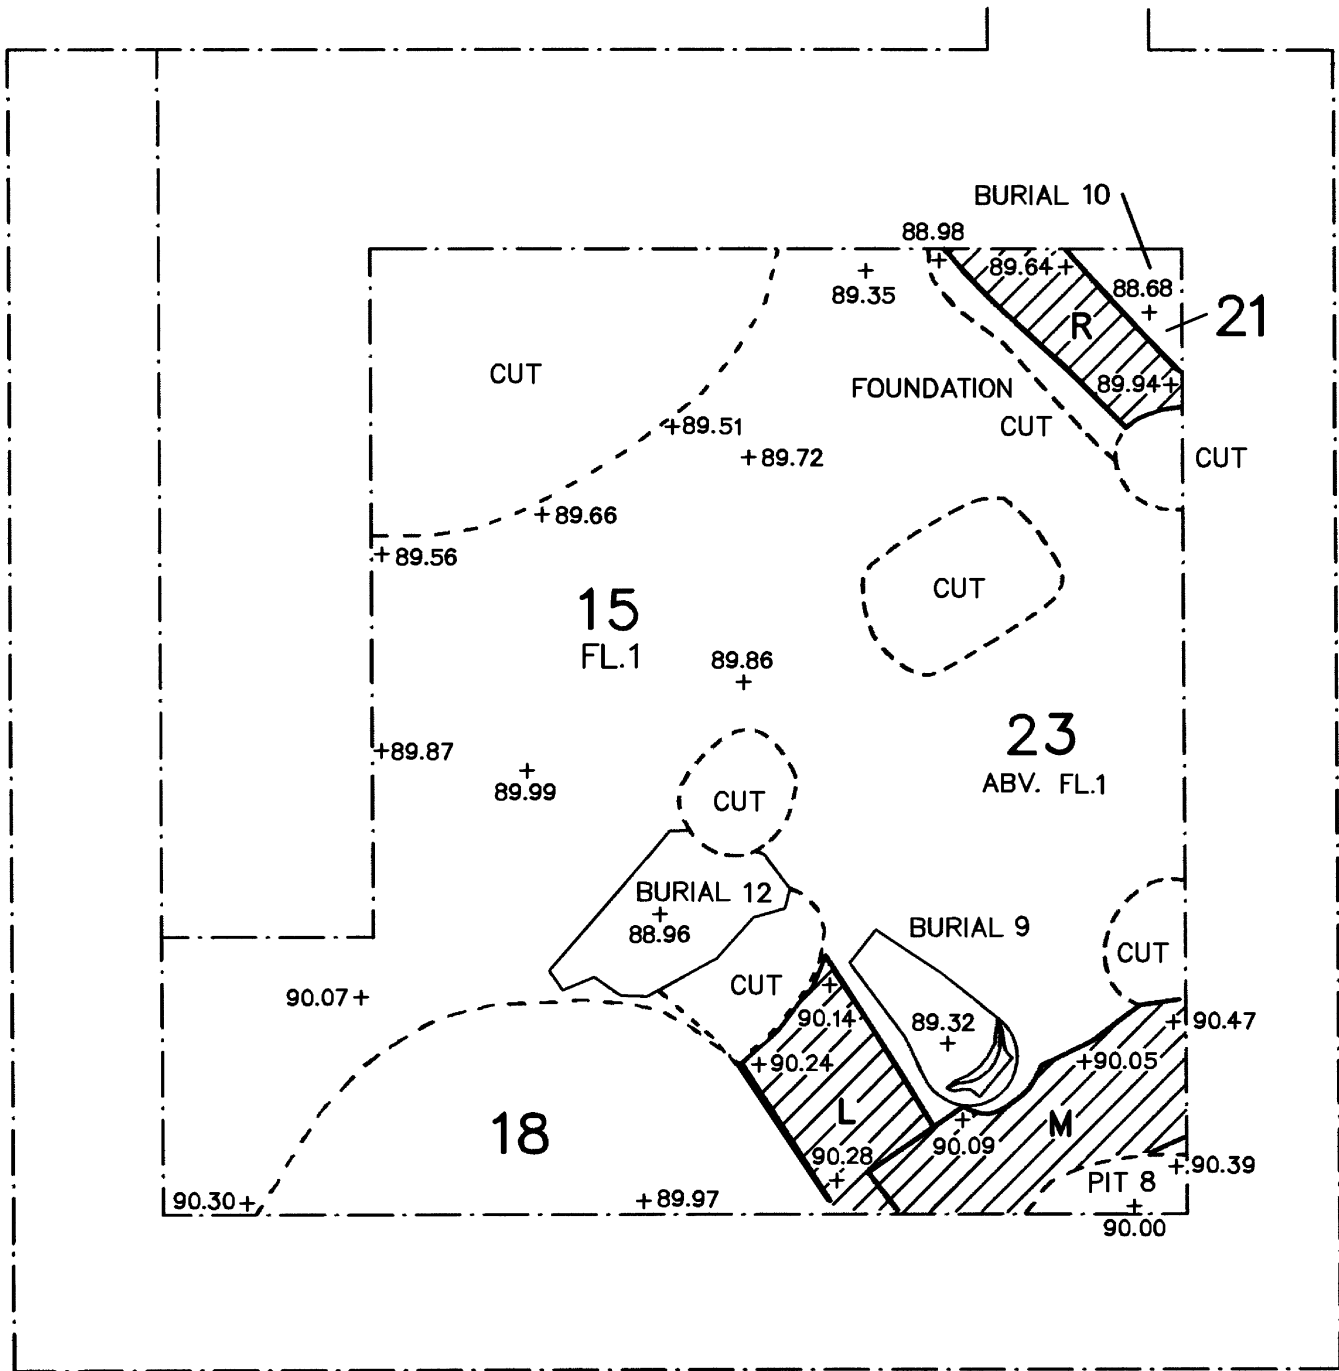 BURIAL 10
88.98
89.64
89.35
88.68
21
R
CUT
FOUNDATION
CUT
89.94
89.51
89.72
CUT
89.66
89.56
CUT
15
FL.1
89.86
23
ABV. FL.1
89.87
89.99
CUT
BURIAL 12
88.96
BURIAL 9
CUT
CUT
90.07
90.14
89.32
90.47
90.24
90.05
18
L
M
90.28
90.09
PIT 8
90.39
90.30
89.97
90.00